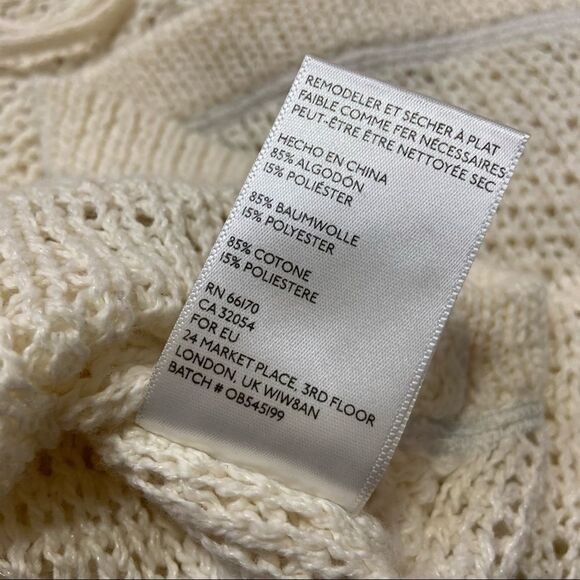 REMODELER ET SÉCHER À PLAT
FAIBLE COMME FER NÉCESSAIRES
PEUT-ÊTRE ÊTRE NETTOYÉE SEC
HECHO EN CHINA
85% ALGODÓN
15% POLIÉSTER
85% BAUMWOLLE
15% POLYESTER
85% COTONE
15% POLIESTERE
RN 66170
CA 32054
FOR EU
24 MARKET PLACE, 3RD FLOOR
LONDON, UK W1W8AN
BATCH # OB545199